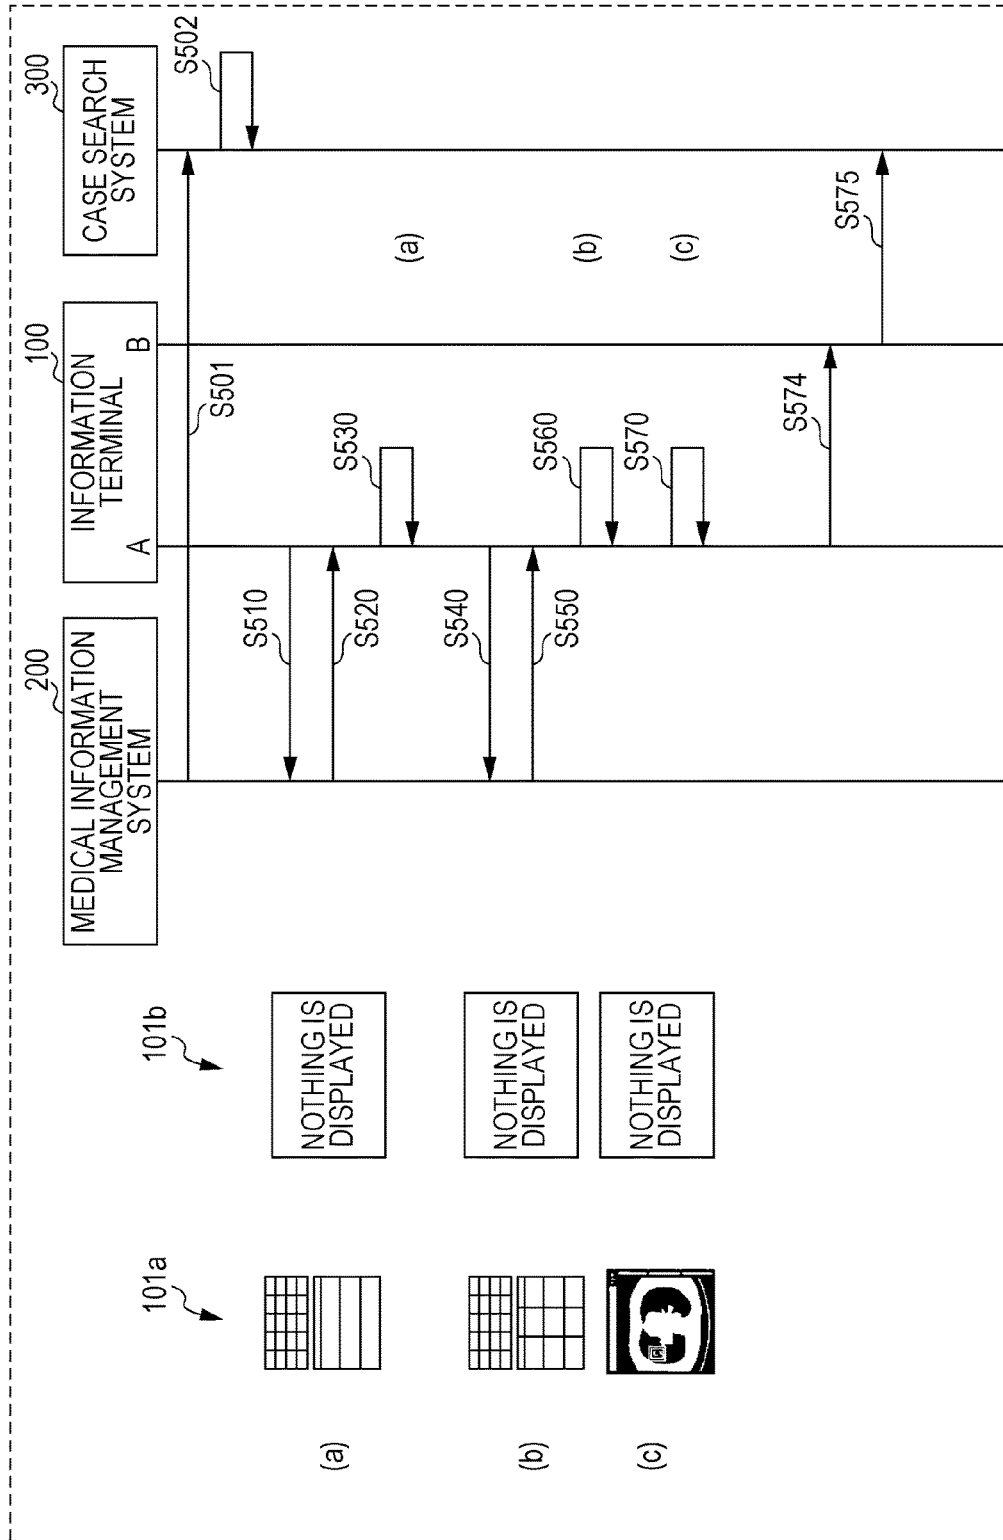 101a
101b
200
MEDICAL INFORMATION
MANAGEMENT
SYSTEM
100
INFORMATION
TERMINAL
A
B
300
CASE SEARCH
SYSTEM
S501
S502
(a)
NOTHING IS
DISPLAYED
S510
S520
S530
(a)
(b)
NOTHING IS
DISPLAYED
S540
S550
S560
(b)
(c)
NOTHING IS
DISPLAYED
S570
(c)
S574
S575